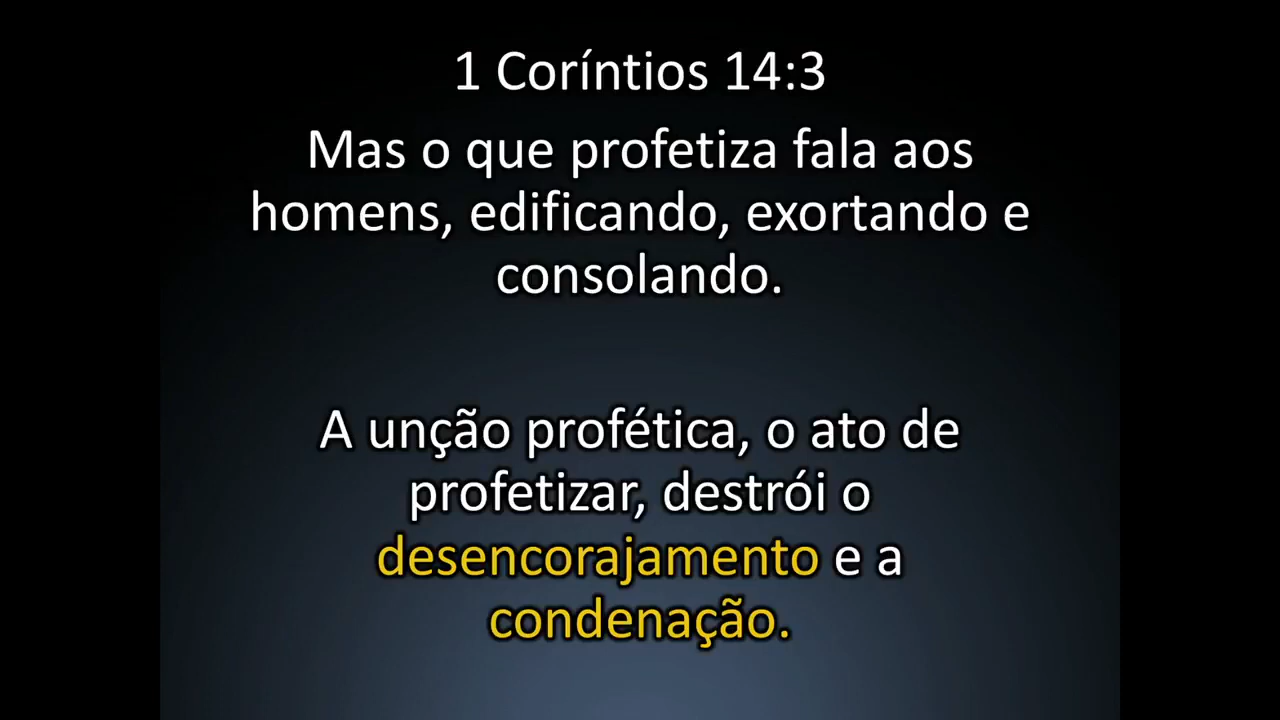 1 Coríntios 14:3
Mas o que profetiza fala aos
homens, edificando, exortando e
consolando.
A unção profética, o ato de
profetizar, destrói o
desencorajamento e a
condenação.